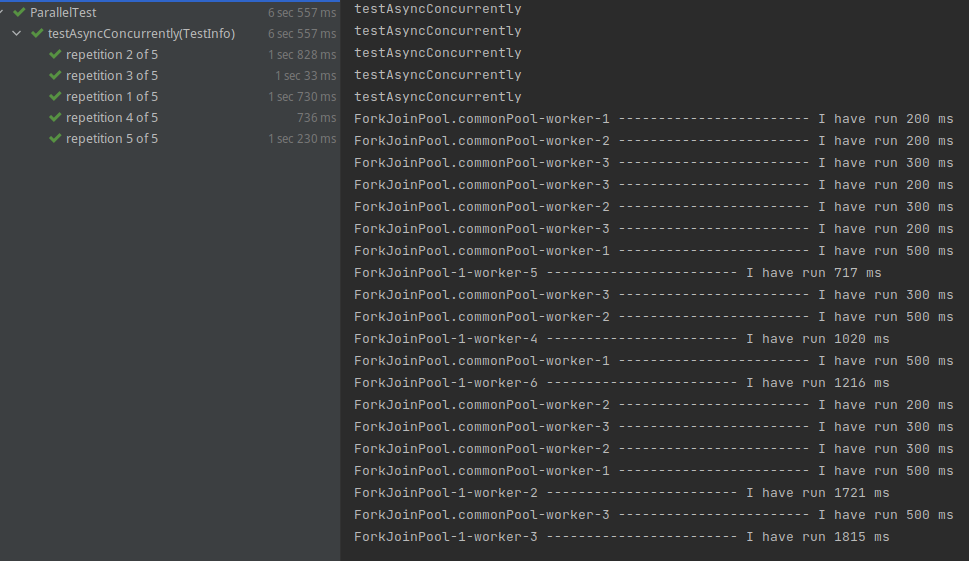 ParallelTest 6 sec 557 ms
testAsyncConcurrently(TestInfo) 6 sec 557 ms
repetition 2 of 5 1 sec 828 ms
repetition 3 of 5 1 sec 33 ms
repetition 1 of 5 1 sec 730 ms
repetition 4 of 5 736 ms
repetition 5 of 5 1 sec 230 ms
testAsyncConcurrently
testAsyncConcurrently
testAsyncConcurrently
testAsyncConcurrently
testAsyncConcurrently
ForkJoinPool.commonPool-worker-1 ------------------------ I have run 200 ms
ForkJoinPool.commonPool-worker-2 ------------------------ I have run 200 ms
ForkJoinPool.commonPool-worker-3 ------------------------ I have run 300 ms
ForkJoinPool.commonPool-worker-3 ------------------------ I have run 200 ms
ForkJoinPool.commonPool-worker-2 ------------------------ I have run 300 ms
ForkJoinPool.commonPool-worker-3 ------------------------ I have run 200 ms
ForkJoinPool.commonPool-worker-1 ------------------------ I have run 500 ms
ForkJoinPool-1-worker-5 ------------------------ I have run 717 ms
ForkJoinPool.commonPool-worker-3 ------------------------ I have run 300 ms
ForkJoinPool.commonPool-worker-2 ------------------------ I have run 500 ms
ForkJoinPool-1-worker-4 ------------------------ I have run 1020 ms
ForkJoinPool.commonPool-worker-1 ------------------------ I have run 500 ms
ForkJoinPool-1-worker-6 ------------------------ I have run 1216 ms
ForkJoinPool.commonPool-worker-2 ------------------------ I have run 200 ms
ForkJoinPool.commonPool-worker-3 ------------------------ I have run 300 ms
ForkJoinPool.commonPool-worker-2 ------------------------ I have run 300 ms
ForkJoinPool.commonPool-worker-1 ------------------------ I have run 500 ms
ForkJoinPool-1-worker-2 ------------------------ I have run 1721 ms
ForkJoinPool.commonPool-worker-3 ------------------------ I have run 500 ms
ForkJoinPool-1-worker-3 ------------------------ I have run 1815 ms